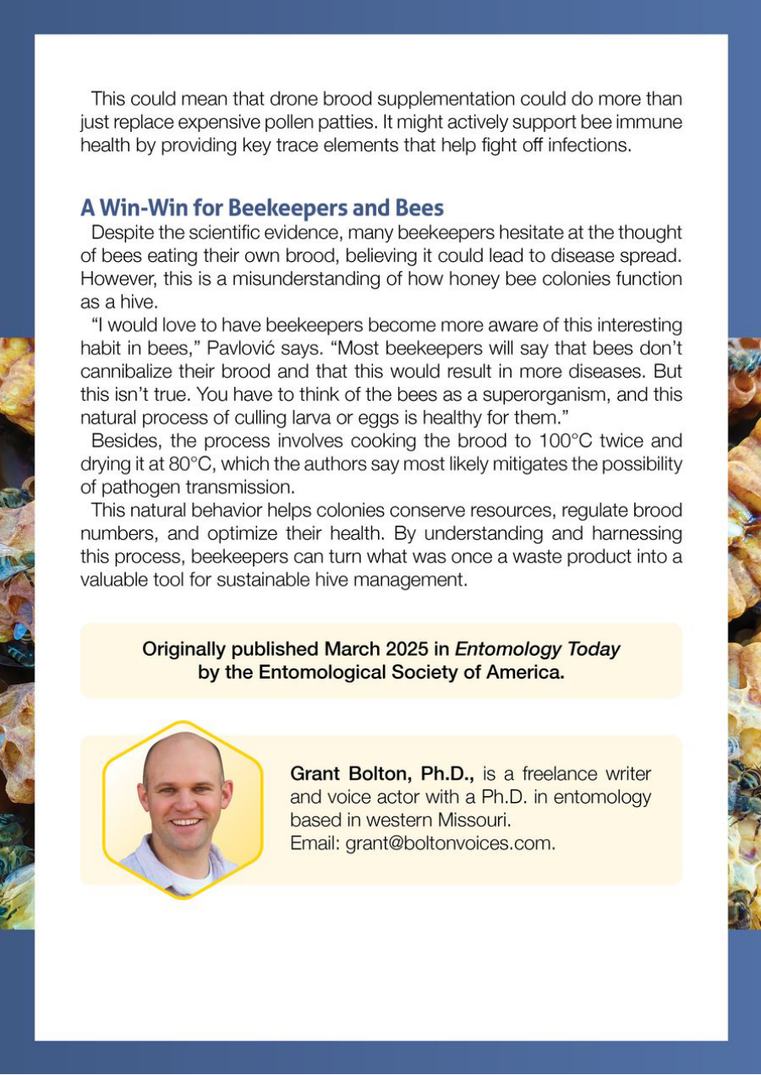 This could mean that drone brood supplementation could do more than
just replace expensive pollen patties. It might actively support bee immune
health by providing key trace elements that help fight off infections.
A Win-Win for Beekeepers and Bees
Despite the scientific evidence, many beekeepers hesitate at the thought
of bees eating their own brood, believing it could lead to disease spread.
However, this is a misunderstanding of how honey bee colonies function
as a hive.
“I would love to have beekeepers become more aware of this interesting
habit in bees,” Pavlović says. “Most beekeepers will say that bees don’t
cannibalize their brood and that this would result in more diseases. But
this isn’t true. You have to think of the bees as a superorganism, and this
natural process of culling larva or eggs is healthy for them.”
Besides, the process involves cooking the brood to 100°C twice and
drying it at 80°C, which the authors say most likely mitigates the possibility
of pathogen transmission.
This natural behavior helps colonies conserve resources, regulate brood
numbers, and optimize their health. By understanding and harnessing
this process, beekeepers can turn what was once a waste product into a
valuable tool for sustainable hive management.
Originally published March 2025 in Entomology Today
by the Entomological Society of America.
Grant Bolton, Ph.D., is a freelance writer
and voice actor with a Ph.D. in entomology
based in western Missouri.
Email: grant@boltonvoices.com.